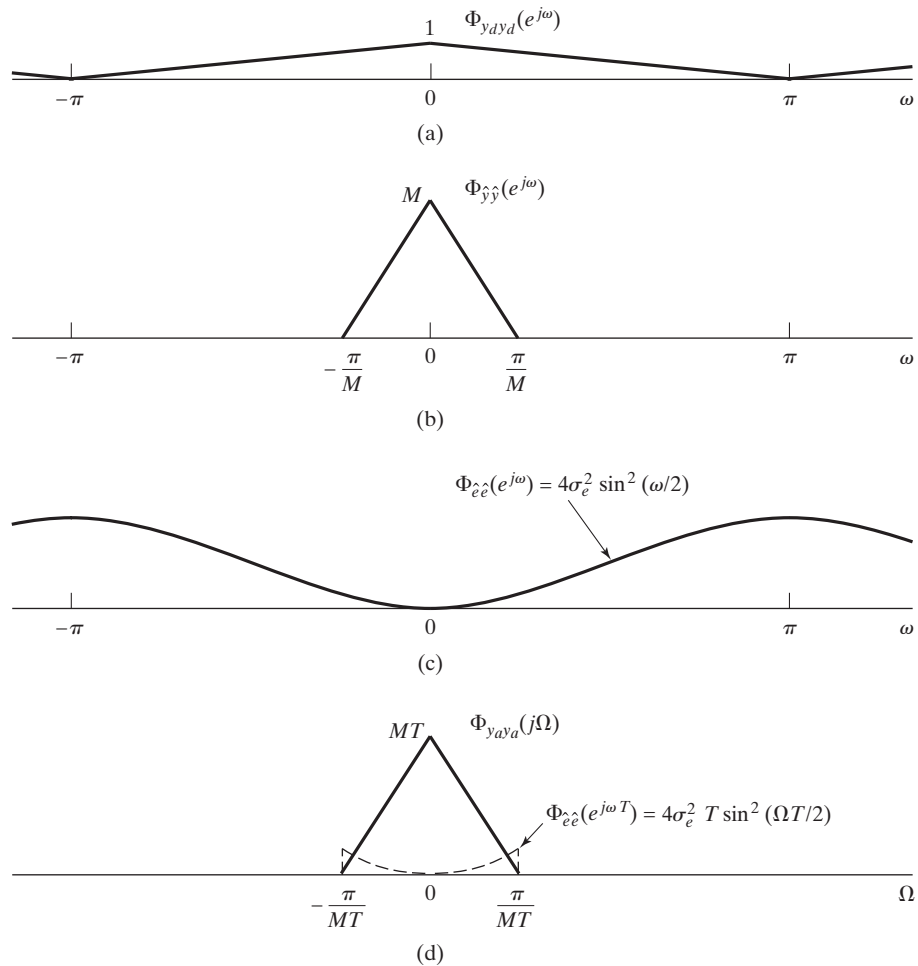 1
Φ_{y_d y_d}(e^{jω})
−π
0
π
ω
(a)
M
Φ_{ŷŷ}(e^{jω})
−π
−π/M
0
π/M
π
ω
(b)
Φ_{êê}(e^{jω}) = 4σ_e^2 sin^2 (ω/2)
−π
0
π
ω
(c)
MT
Φ_{y_a y_a}(jΩ)
Φ_{êê}(e^{jωT}) = 4σ_e^2 T sin^2 (ΩT/2)
−π/MT
0
π/MT
Ω
(d)